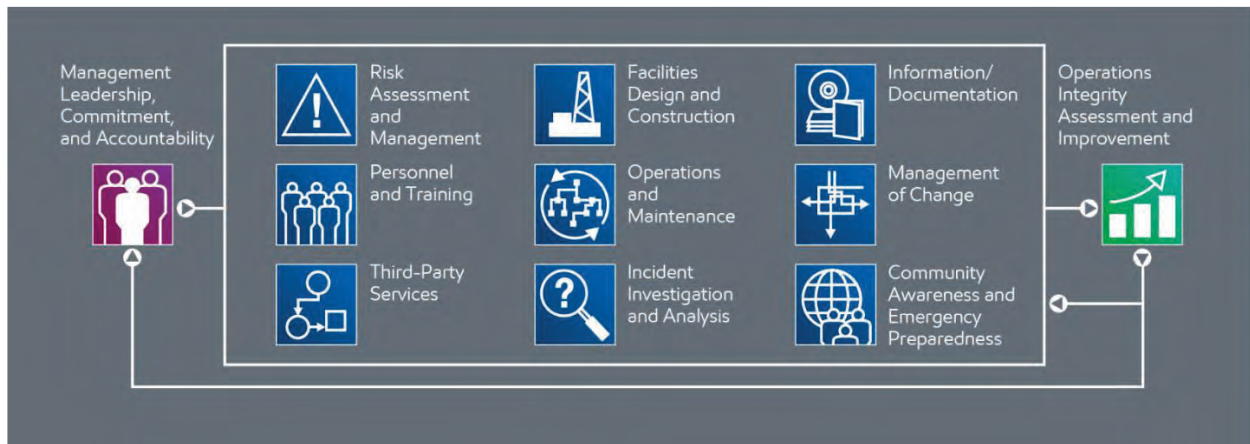 Management
Leadership,
Commitment,
and Accountability
Risk
Assessment
and
Management
Facilities
Design and
Construction
Information/
Documentation
Personnel
and Training
Operations
and
Maintenance
Management
of Change
Third-Party
Services
Incident
Investigation
and Analysis
Community
Awareness and
Emergency
Preparedness
Operations
Integrity
Assessment and
Improvement